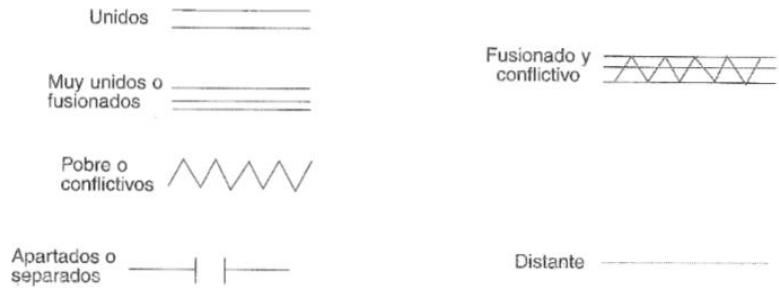 Unidos
Muy unidos o
fusionados
Pobre o
conflictivos
Apartados o
separados
Fusionado y
conflictivo
Distante